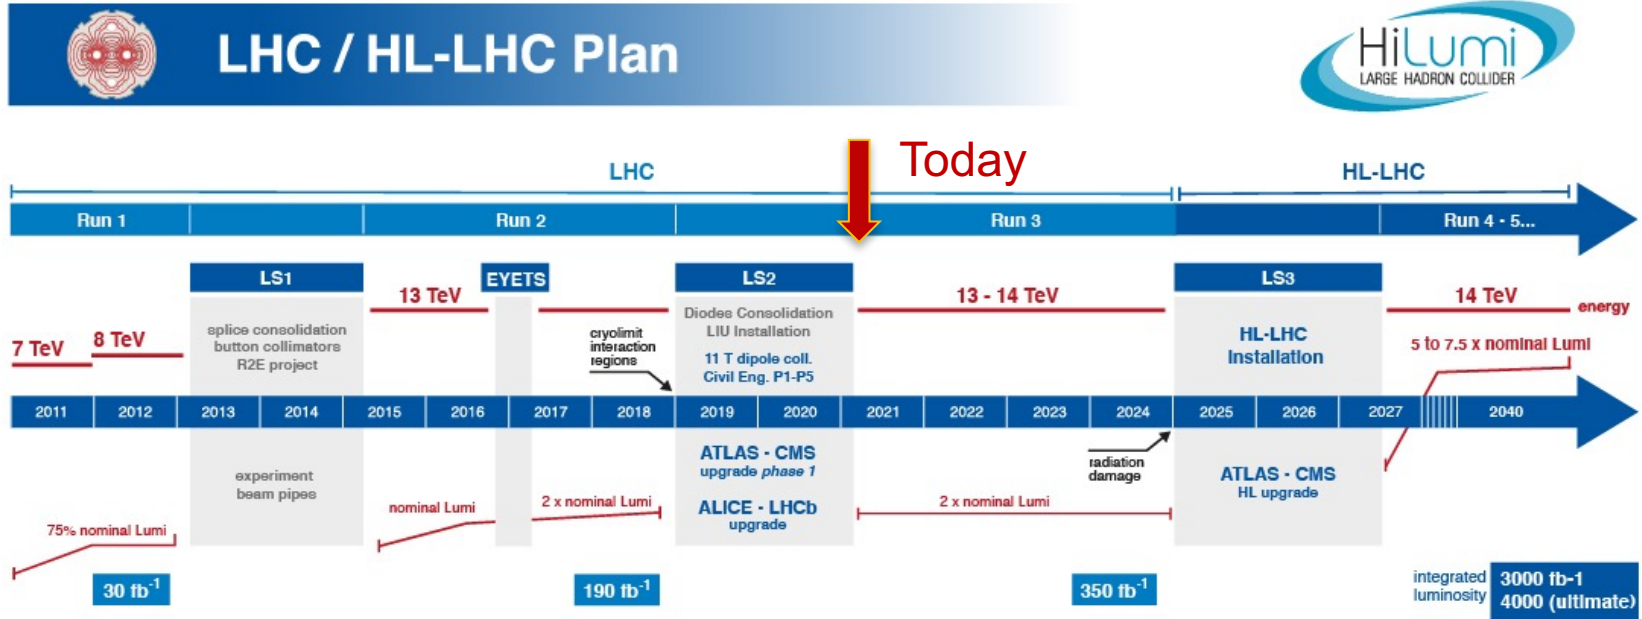 LHC / HL-LHC Plan
HiLumi
LARGE HADRON COLLIDER
Today
LHC
HL-LHC
Run 1
Run 2
Run 3
Run 4 - 5...
LS1
EYETS
LS2
LS3
13 TeV
13 - 14 TeV
14 TeV
energy
7 TeV
8 TeV
splice consolidation
button collimators
R2E project
cryolimit
interaction
regions
Diodes Consolidation
LIU Installation
11 T dipole coll.
Civil Eng. P1-P5
HL-LHC
Installation
5 to 7.5 x nominal Lumi
2011
2012
2013
2014
2015
2016
2017
2018
2019
2020
2021
2022
2023
2024
2025
2026
2027
2040
experiment
beam pipes
ATLAS - CMS
upgrade phase 1
ALICE - LHCb
upgrade
radiation
damage
ATLAS - CMS
HL upgrade
75% nominal Lumi
nominal Lumi
2 x nominal Lumi
2 x nominal Lumi
30 fb⁻¹
190 fb⁻¹
350 fb⁻¹
integrated
luminosity
3000 fb-1
4000 (ultimate)